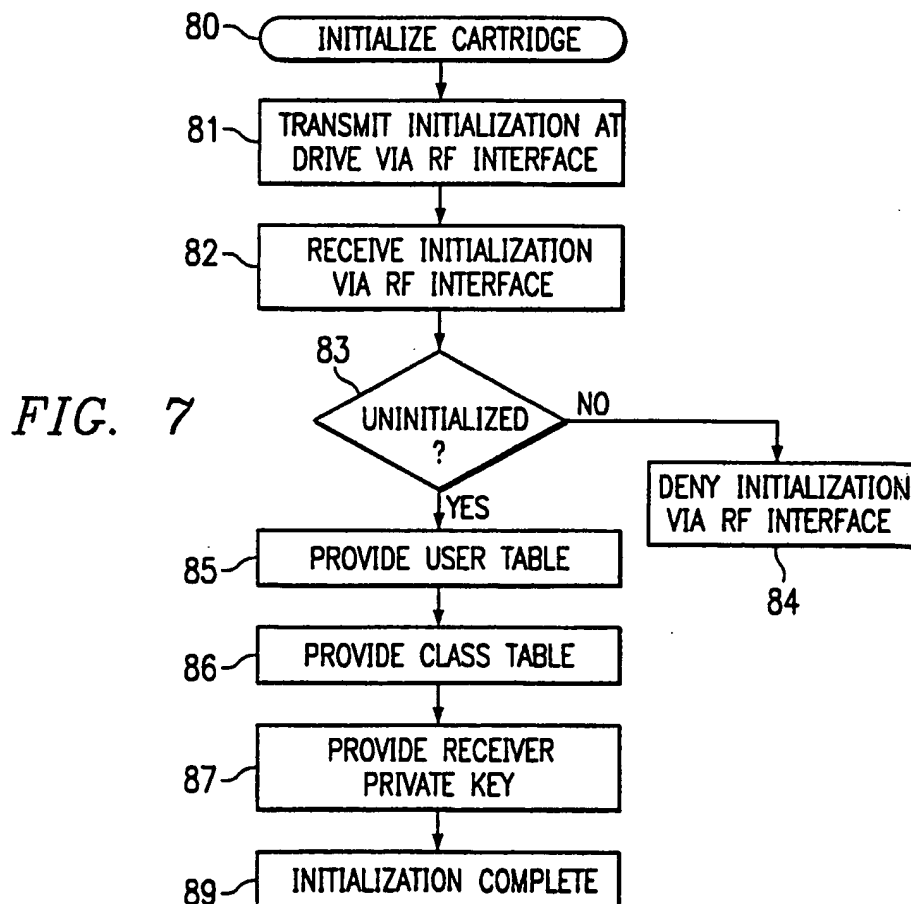 80
INITIALIZE CARTRIDGE
81
TRANSMIT INITIALIZATION AT
DRIVE VIA RF INTERFACE
82
RECEIVE INITIALIZATION
VIA RF INTERFACE
83
UNINITIALIZED
?
NO
FIG. 7
YES
DENY INITIALIZATION
VIA RF INTERFACE
84
85
PROVIDE USER TABLE
86
PROVIDE CLASS TABLE
87
PROVIDE RECEIVER
PRIVATE KEY
89
INITIALIZATION COMPLETE